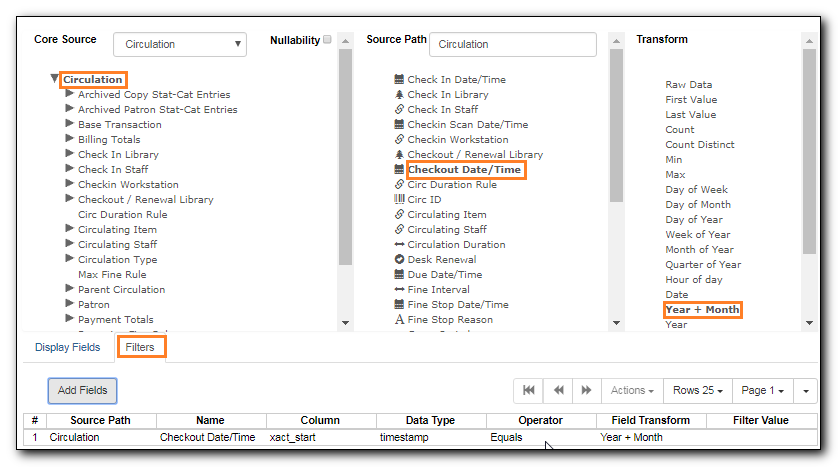 Core Source Circulation Nullability Source Path Circulation Transform
Circulation
Archived Copy Stat-Cat Entries
Archived Patron Stat-Cat Entries
Base Transaction
Billing Totals
Check In Library
Check In Staff
Checkin Workstation
Checkout / Renewal Library
Circ Duration Rule
Circulating Item
Circulating Staff
Circulation Type
Max Fine Rule
Parent Circulation
Patron
Payment Totals
Check In Date/Time
Check In Library
Check In Staff
Checkin Scan Date/Time
Checkin Workstation
Checkout / Renewal Library
Checkout Date/Time
Circ Duration Rule
Circ ID
Circulating Item
Circulating Staff
Circulation Duration
Desk Renewal
Due Date/Time
Fine Interval
Fine Stop Date/Time
Fine Stop Reason
Raw Data
First Value
Last Value
Count
Count Distinct
Min
Max
Day of Week
Day of Month
Day of Year
Week of Year
Month of Year
Quarter of Year
Hour of day
Date
Year + Month
Year
Display Fields Filters
Add Fields Actions Rows 25 Page 1
# Source Path Name Column Data Type Operator Field Transform Filter Value
1 Circulation Checkout Date/Time xact_start timestamp Equals Year + Month